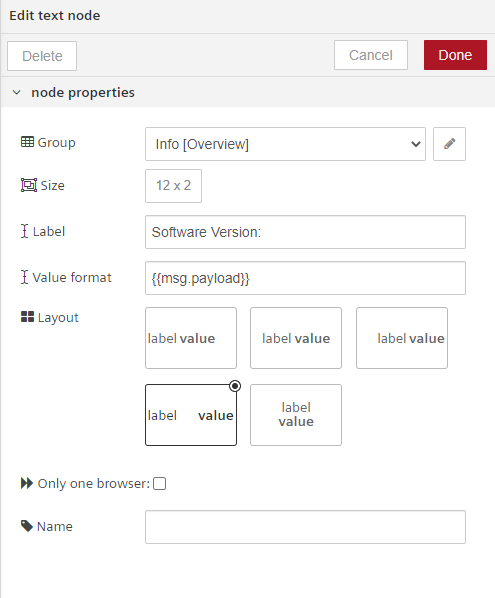 Edit text node
Delete
Cancel
Done
node properties
Group
Info [Overview]
Size
12 x 2
Label
Software Version:
Value format
{{msg.payload}}
Layout
label value
label value
label value
label value
label
value
Only one browser:
Name